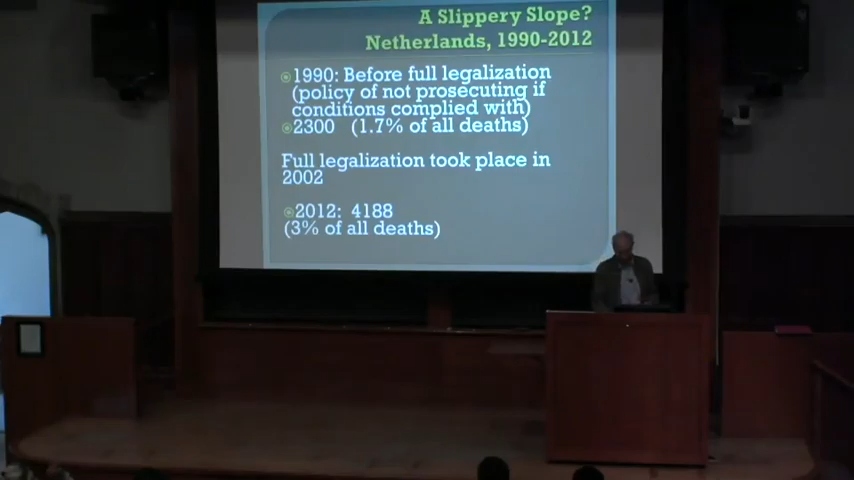 A Slippery Slope?
Netherlands, 1990-2012
1990: Before full legalization
(policy of not prosecuting if
conditions complied with)
2300 (1.7% of all deaths)
Full legalization took place in
2002
2012: 4188
(3% of all deaths)